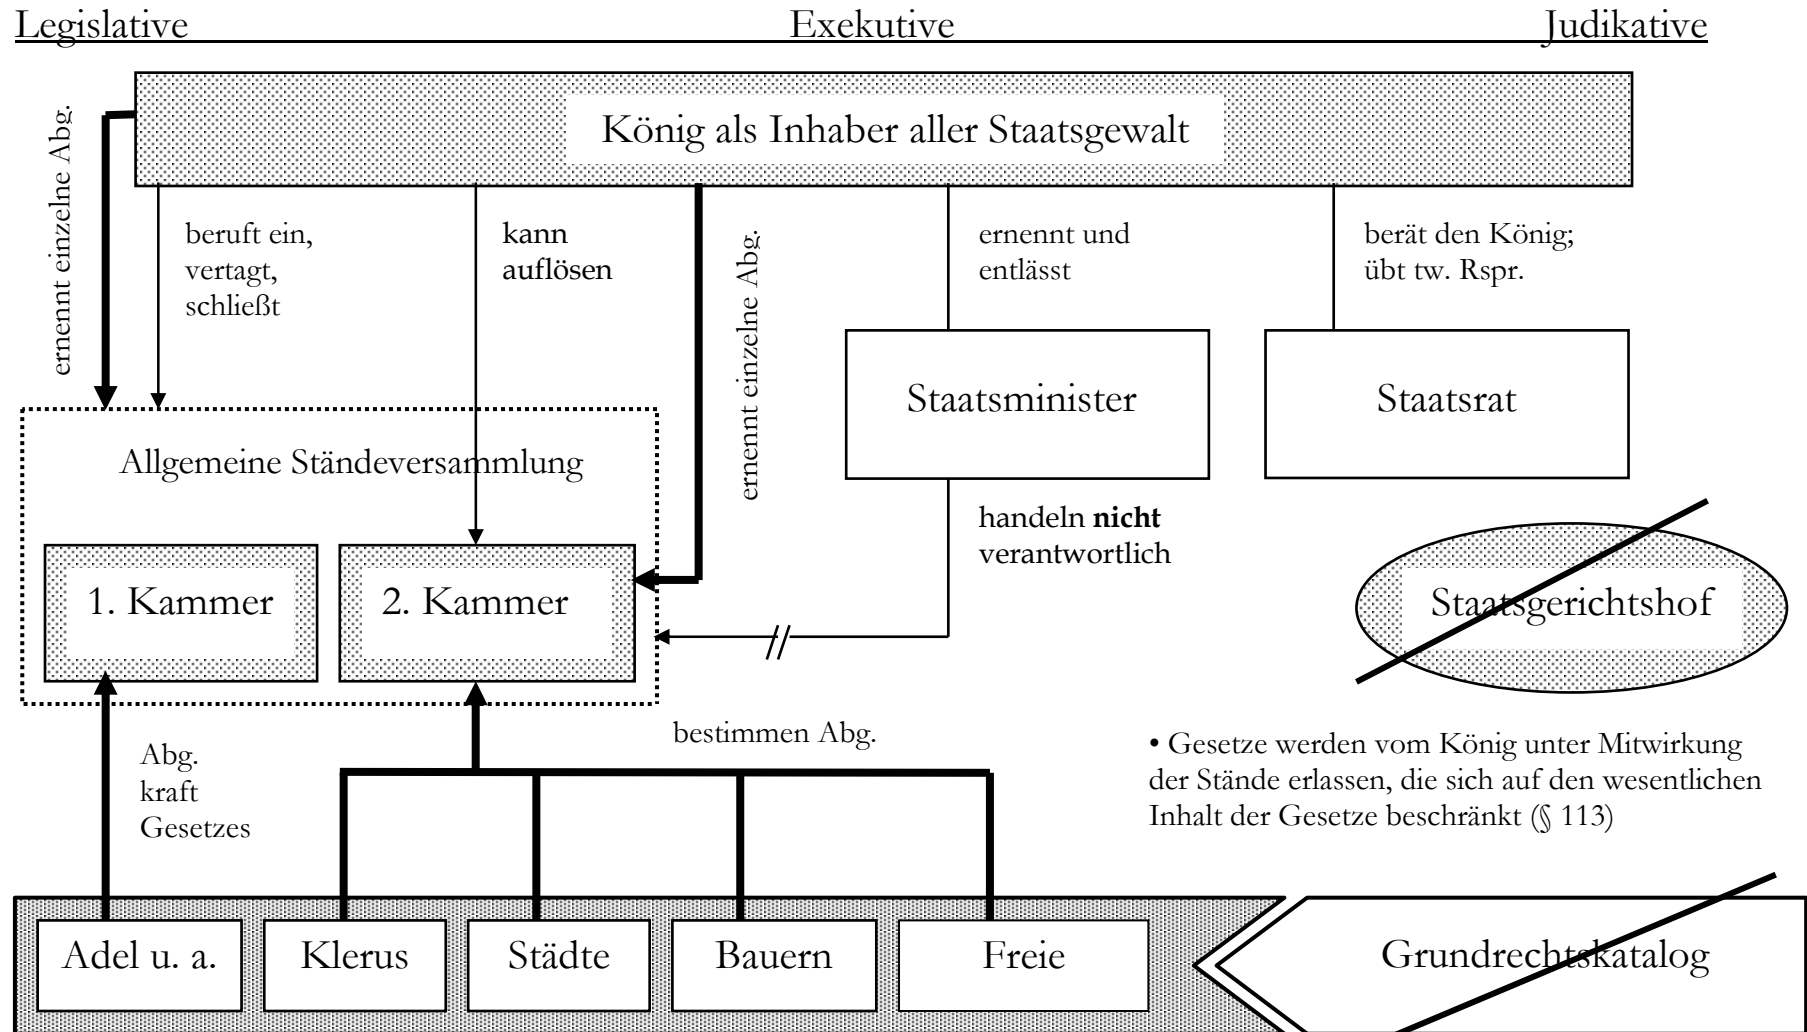 Legislative Exekutive Judikative
König als Inhaber aller Staatsgewalt
ernennt einzelne Abg.
beruft ein,
vertagt,
schließt
kann
auflösen
ernennt einzelne Abg.
ernennt und
entlässt
berät den König;
übt tw. Rspr.
Staatsminister
Staatsrat
Allgemeine Ständeversammlung
handeln nicht
verantwortlich
1. Kammer
2. Kammer
Staatsgerichtshof
bestimmen Abg.
Abg.
kraft
Gesetzes
• Gesetze werden vom König unter Mitwirkung
der Stände erlassen, die sich auf den wesentlichen
Inhalt der Gesetze beschränkt (§ 113)
Adel u. a.
Klerus
Städte
Bauern
Freie
Grundrechtskatalog